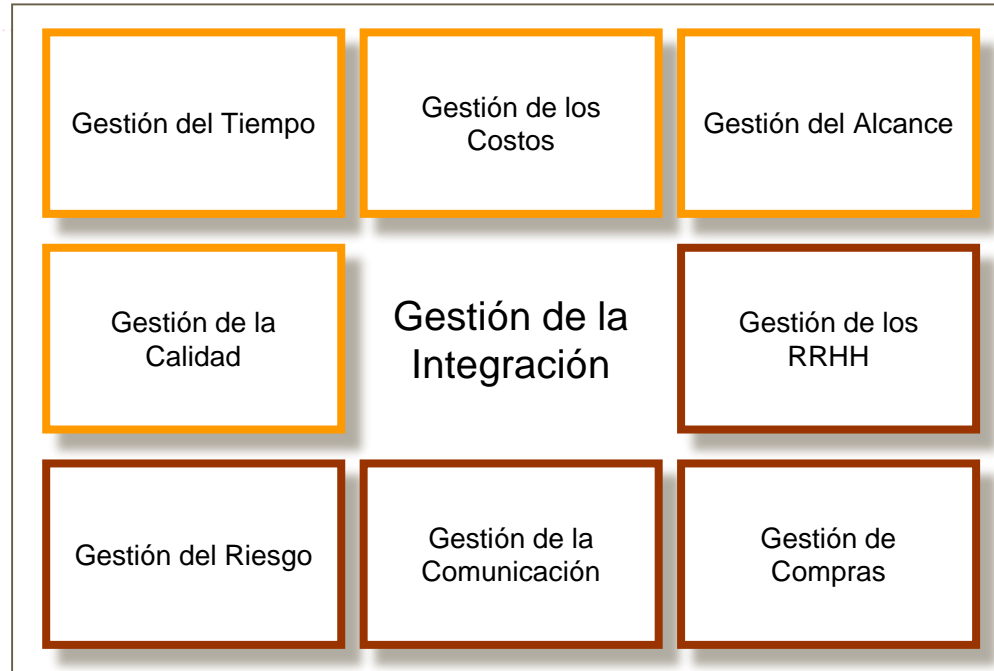 Gestión del Tiempo
Gestión de los
Costos
Gestión del Alcance
Gestión de la
Calidad
Gestión de la
Integración
Gestión de los
RRHH
Gestión del Riesgo
Gestión de la
Comunicación
Gestión de
Compras